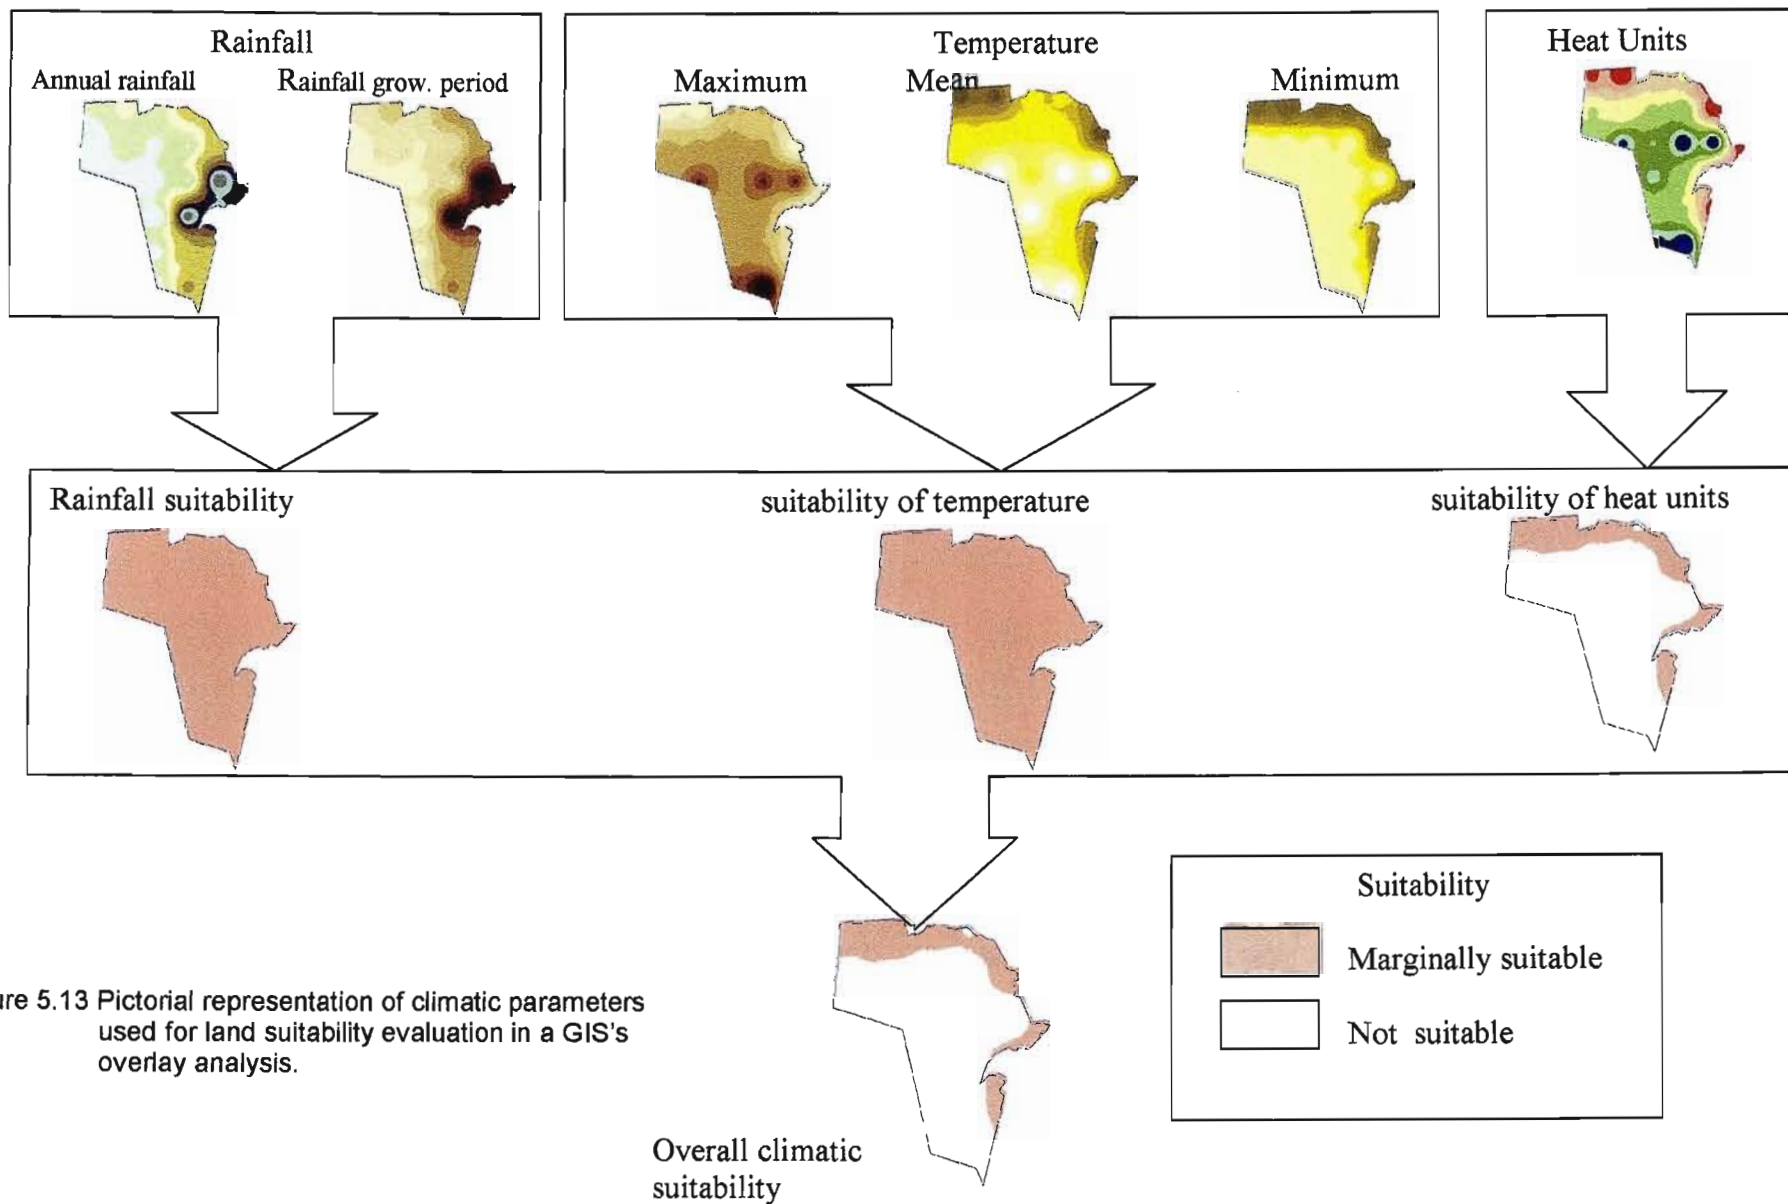 Rainfall
Annual rainfall
Rainfall grow. period
Temperature
Maximum
Mean
Minimum
Heat Units
Rainfall suitability
suitability of temperature
suitability of heat units
Suitability
Marginally suitable
Not suitable
ure 5.13 Pictorial representation of climatic parameters
used for land suitability evaluation in a GIS's
overlay analysis.
Overall climatic
suitability